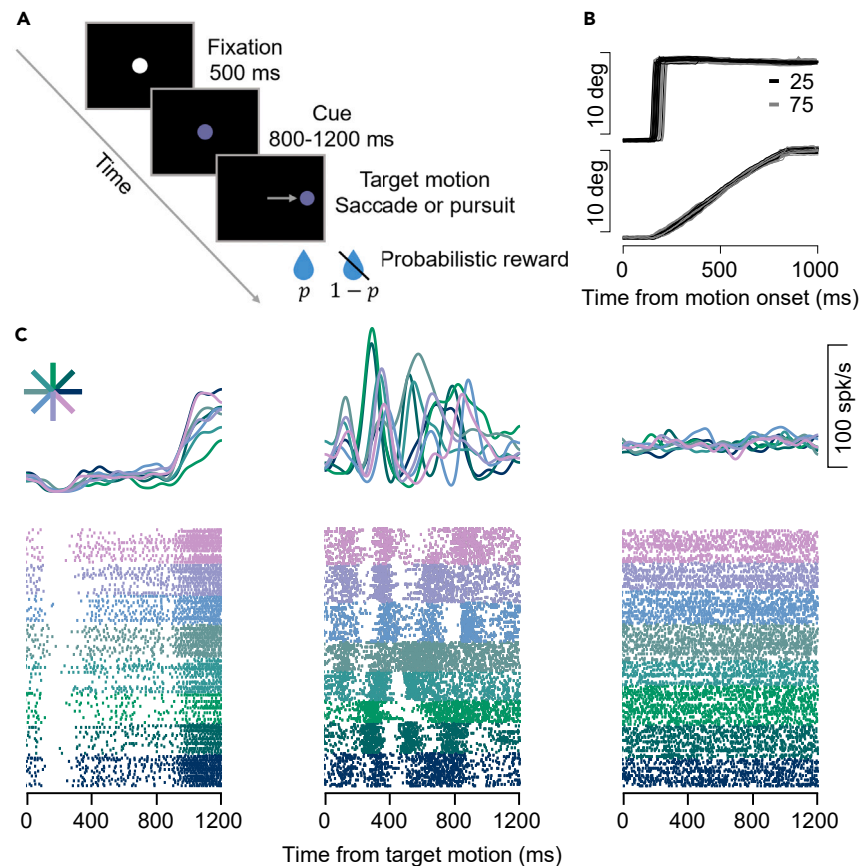 A
Fixation
500 ms
Cue
800-1200 ms
Time
Target motion
Saccade or pursuit
Probabilistic reward
p
1 − p
B
10 deg
25
75
10 deg
0
500
1000
Time from motion onset (ms)
C
100 spk/s
0
400
800
1200
0
400
800
1200
0
400
800
1200
Time from target motion (ms)